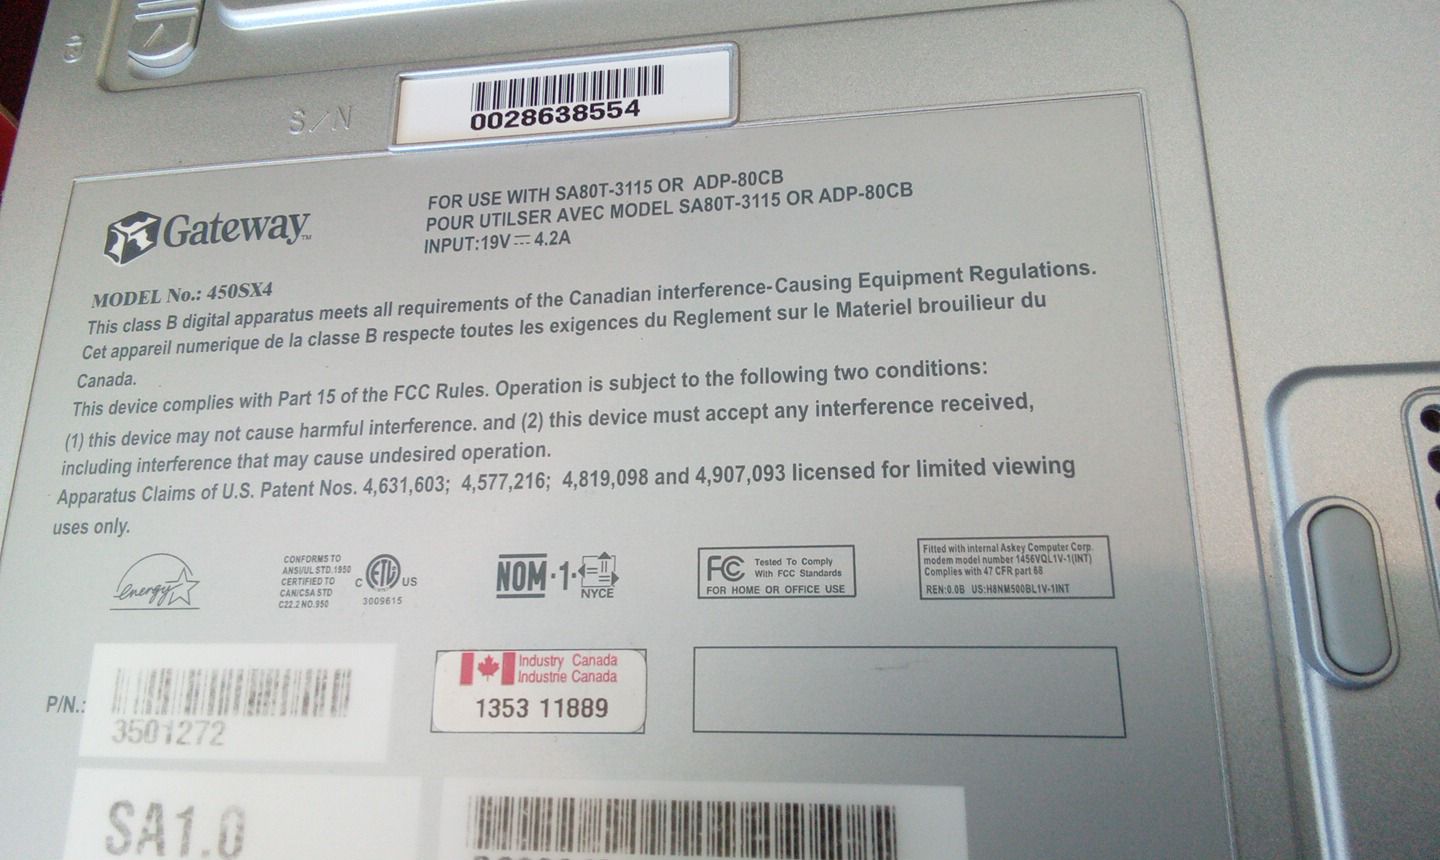 S/N
0028638554
Gateway™
FOR USE WITH SA80T-3115 OR ADP-80CB
POUR UTILSER AVEC MODEL SA80T-3115 OR ADP-80CB
INPUT:19V⎓4.2A
MODEL No.: 450SX4
This class B digital apparatus meets all requirements of the Canadian interference-Causing Equipment Regulations.
Cet appareil numerique de la classe B respecte toutes les exigences du Reglement sur le Materiel brouilieur du
Canada.
This device complies with Part 15 of the FCC Rules. Operation is subject to the following two conditions:
(1) this device may not cause harmful interference. and (2) this device must accept any interference received,
including interference that may cause undesired operation.
Apparatus Claims of U.S. Patent Nos. 4,631,603; 4,577,216; 4,819,098 and 4,907,093 licensed for limited viewing
uses only.
energy
CONFORMS TO
ANSI/UL STD.1950
CERTIFIED TO
CAN/CSA STD
C22.2 NO.950
C ETL US
3009615
NOM-1-
NYCE
FC Tested To Comply
With FCC Standards
FOR HOME OR OFFICE USE
Fitted with internal Askey Computer Corp.
modem model number 1456VQL1V-1(INT)
Complies with 47 CFR part 68
REN:0.0B US:H8NM500BL1V-1INT
P/N.:
3501272
Industry Canada
Industrie Canada
1353 11889
SA1.0